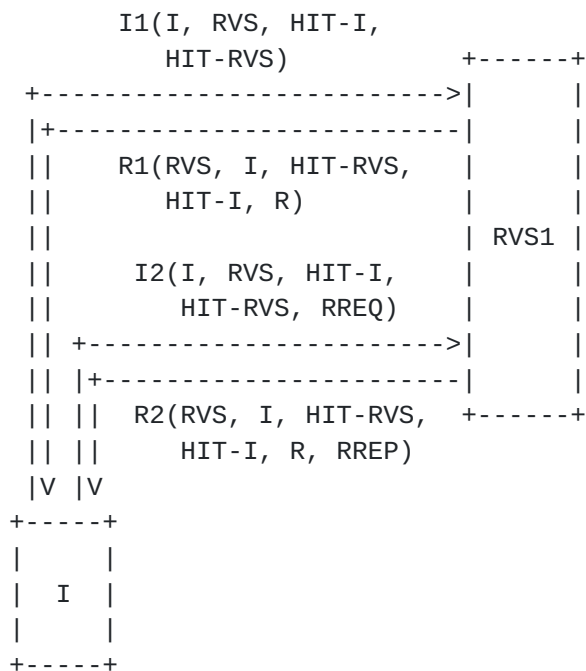 I1(I, RVS, HIT-I,
HIT-RVS)
R1(RVS, I, HIT-RVS,
HIT-I, R)
RVS1
I2(I, RVS, HIT-I,
HIT-RVS, RREQ)
R2(RVS, I, HIT-RVS,
HIT-I, R, RREP)
I